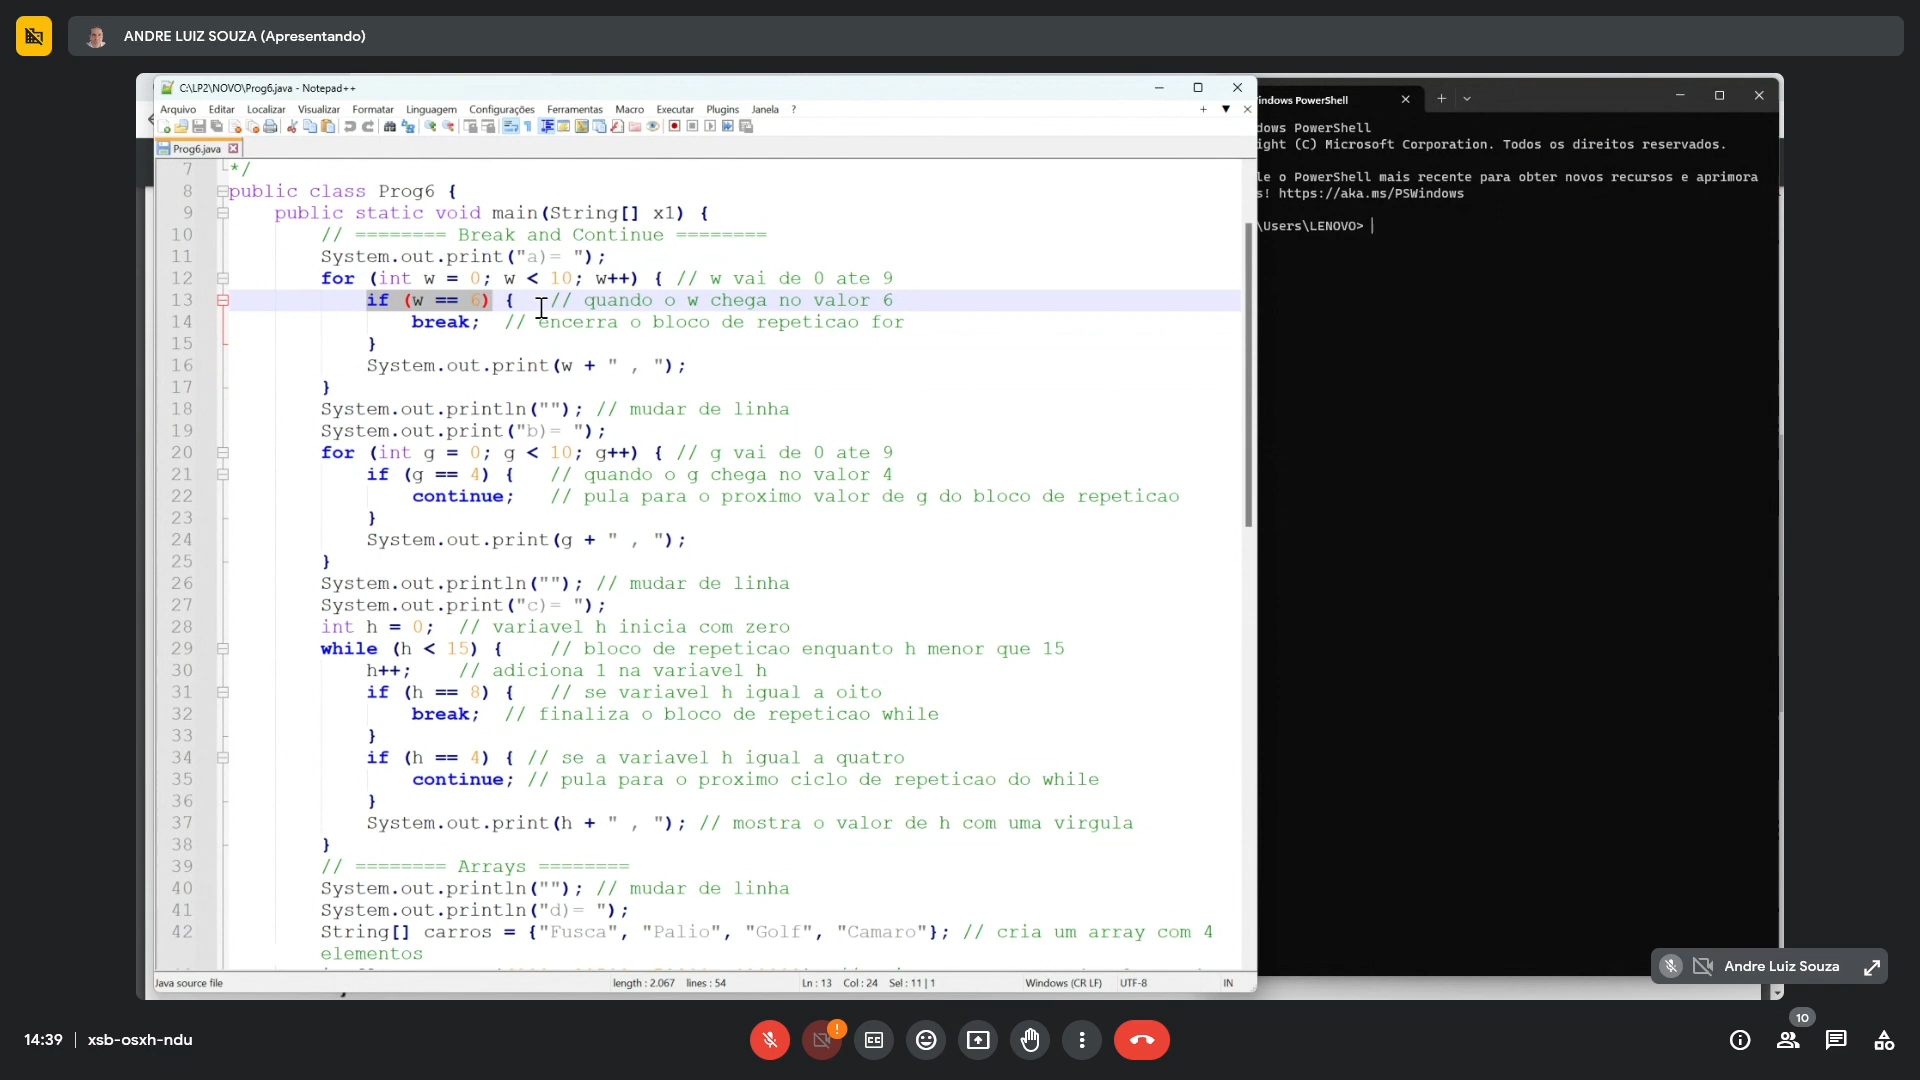 ANDRE LUIZ SOUZA (Apresentando)
C:\LP2\NOVO\Prog6.java - Notepad++
Arquivo Editar Localizar Visualizar Formatar Linguagem Configurações Ferramentas Macro Executar Plugins Janela ?
Prog6.java
7 */
8 public class Prog6 {
9 public static void main(String[] x1) {
10 // ======== Break and Continue ========
11 System.out.print("a)= ");
12 for (int w = 0; w < 10; w++) { // w vai de 0 ate 9
13 if (w == 6) { // quando o w chega no valor 6
14 break; // encerra o bloco de repeticao for
15 }
16 System.out.print(w + " , ");
17 }
18 System.out.println(""); // mudar de linha
19 System.out.print("b)= ");
20 for (int g = 0; g < 10; g++) { // g vai de 0 ate 9
21 if (g == 4) { // quando o g chega no valor 4
22 continue; // pula para o proximo valor de g do bloco de repeticao
23 }
24 System.out.print(g + " , ");
25 }
26 System.out.println(""); // mudar de linha
27 System.out.print("c)= ");
28 int h = 0; // variavel h inicia com zero
29 while (h < 15) { // bloco de repeticao enquanto h menor que 15
30 h++; // adiciona 1 na variavel h
31 if (h == 8) { // se variavel h igual a oito
32 break; // finaliza o bloco de repeticao while
33 }
34 if (h == 4) { // se a variavel h igual a quatro
35 continue; // pula para o proximo ciclo de repeticao do while
36 }
37 System.out.print(h + " , "); // mostra o valor de h com uma virgula
38 }
39 // ======== Arrays ========
40 System.out.println(""); // mudar de linha
41 System.out.println("d)= ");
42 String[] carros = {"Fusca", "Palio", "Golf", "Camaro"}; // cria um array com 4
elementos
Java source file length : 2.067 lines : 54 Ln : 13 Col : 24 Sel : 11 | 1 Windows (CR LF) UTF-8 IN
indows PowerShell
dows PowerShell
ight (C) Microsoft Corporation. Todos os direitos reservados.
le o PowerShell mais recente para obter novos recursos e aprimora
s! https://aka.ms/PSWindows
\Users\LENOVO>
Andre Luiz Souza
14:39 | xsb-osxh-ndu
10